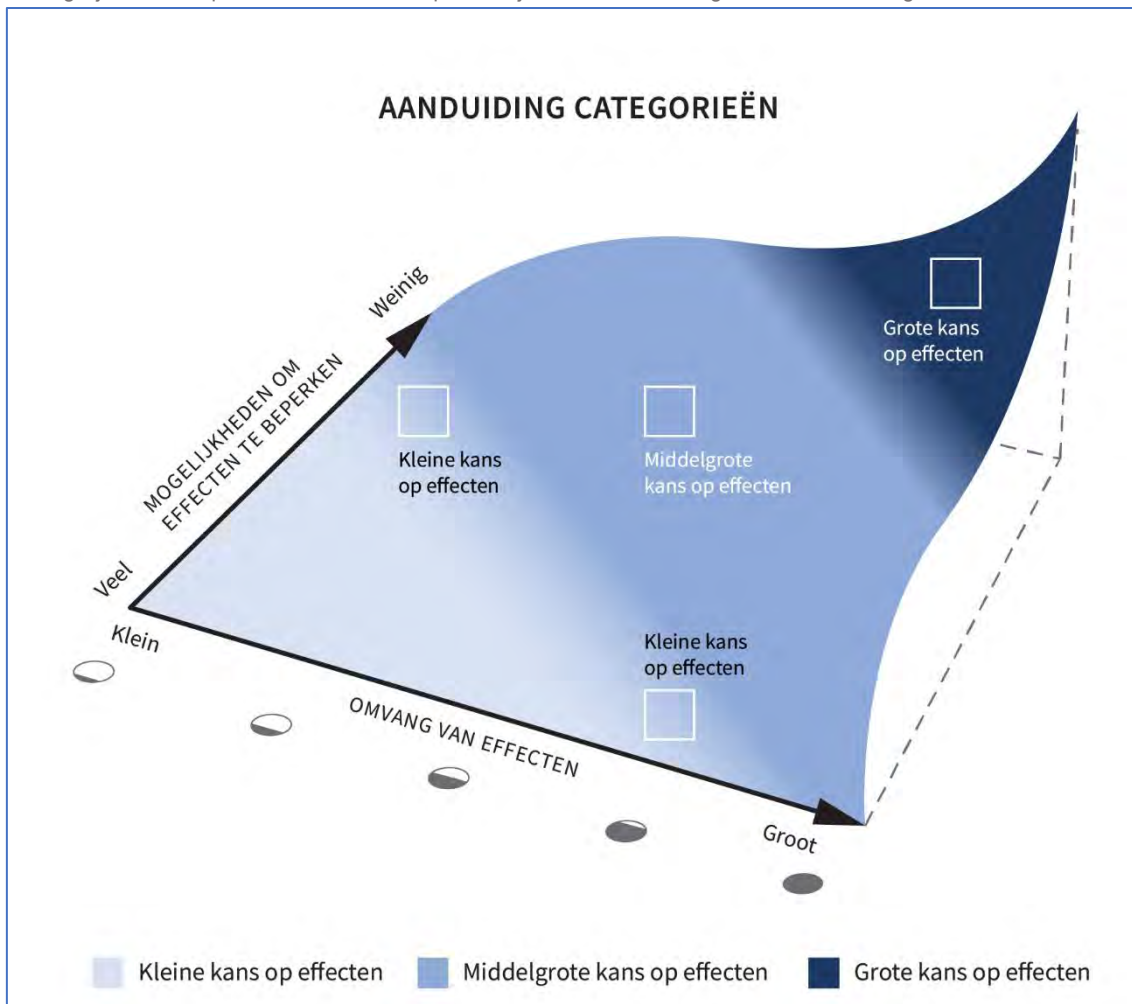 AANDUIDING CATEGORIEËN
Weinig
MOGELIJKHEDEN OM
EFFECTEN TE BEPERKEN
Veel
Grote kans
op effecten
Kleine kans
op effecten
Middelgrote
kans op effecten
Klein
Kleine kans
op effecten
OMVANG VAN EFFECTEN
Groot
Kleine kans op effecten
Middelgrote kans op effecten
Grote kans op effecten